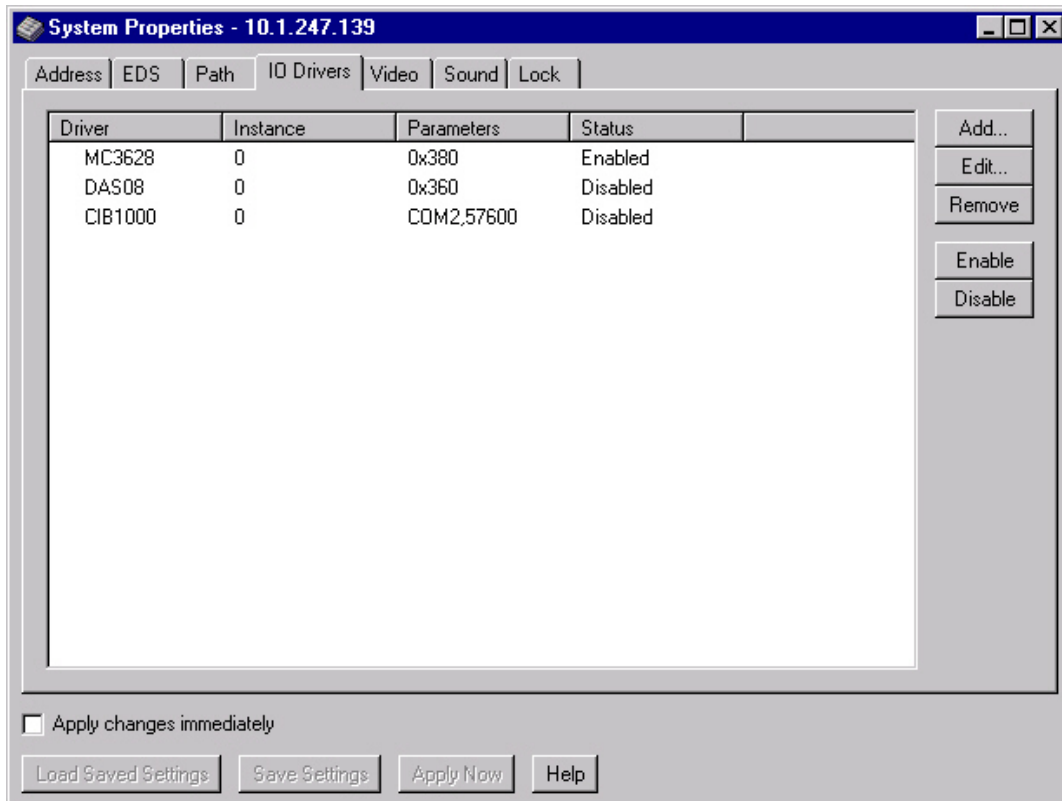 System Properties - 10.1.247.139
Address EDS Path IO Drivers Video Sound Lock
Driver Instance Parameters Status
MC3628 0 0x380 Enabled
DAS08 0 0x360 Disabled
CIB1000 0 COM2,57600 Disabled
Add...
Edit...
Remove
Enable
Disable
Apply changes immediately
Load Saved Settings Save Settings Apply Now Help